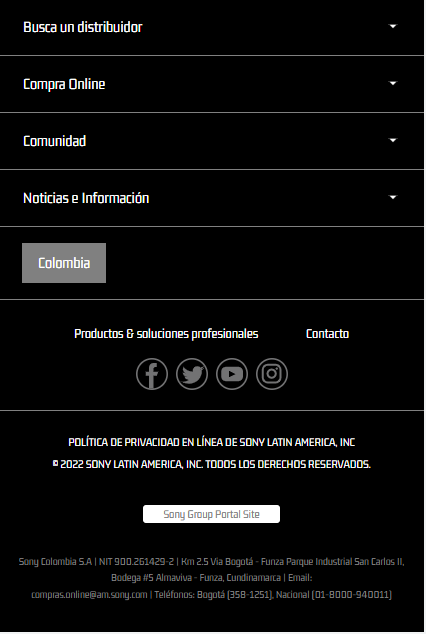 Busca un distribuidor
Compra Online
Comunidad
Noticias e Información
Colombia
Productos & soluciones profesionales Contacto
POLÍTICA DE PRIVACIDAD EN LÍNEA DE SONY LATIN AMERICA, INC
© 2022 SONY LATIN AMERICA, INC. TODOS LOS DERECHOS RESERVADOS.
Sony Group Portal Site
Sony Colombia S.A | NIT 900.261429-2 | Km 2.5 Via Bogotá - Funza Parque Industrial San Carlos II,
Bodega #5 Almaviva - Funza, Cundinamarca | Email:
compras.online@am.sony.com | Teléfonos: Bogotá (358-1251), Nacional (01-8000-940011)